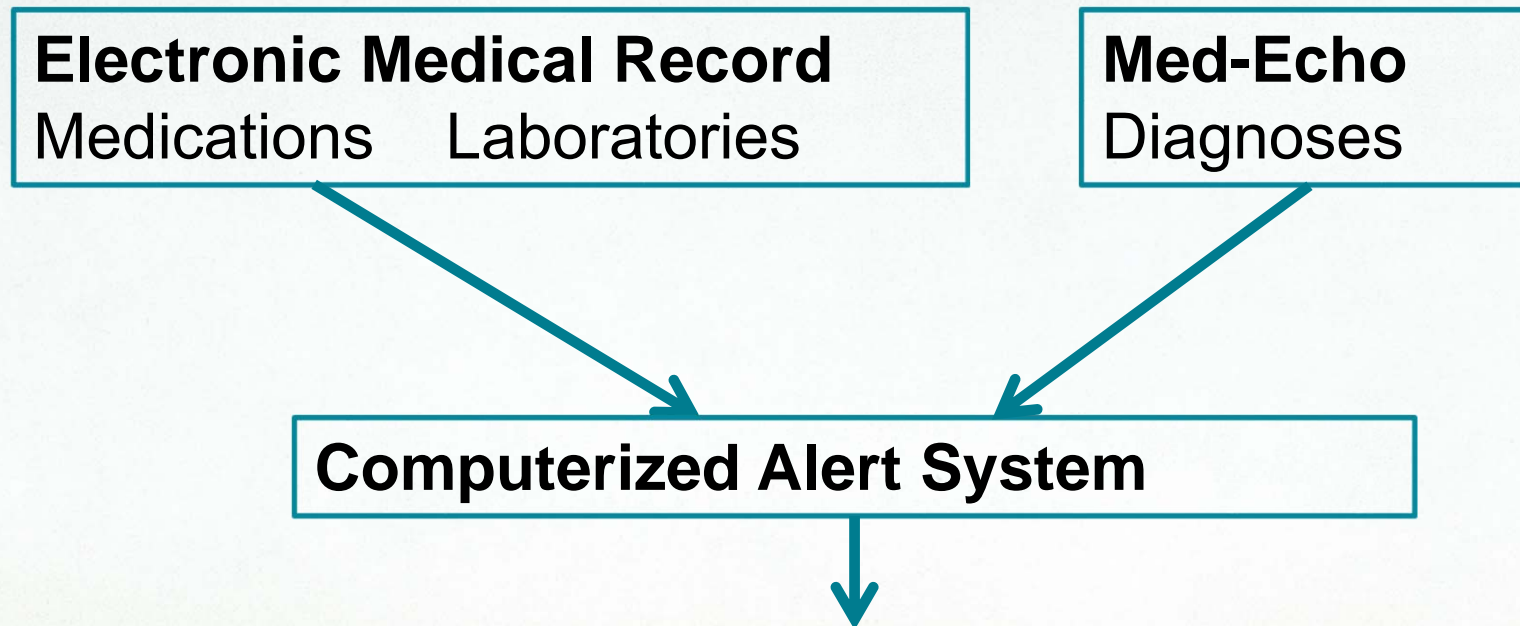 Electronic Medical Record
Medications Laboratories
Med-Echo
Diagnoses
Computerized Alert System